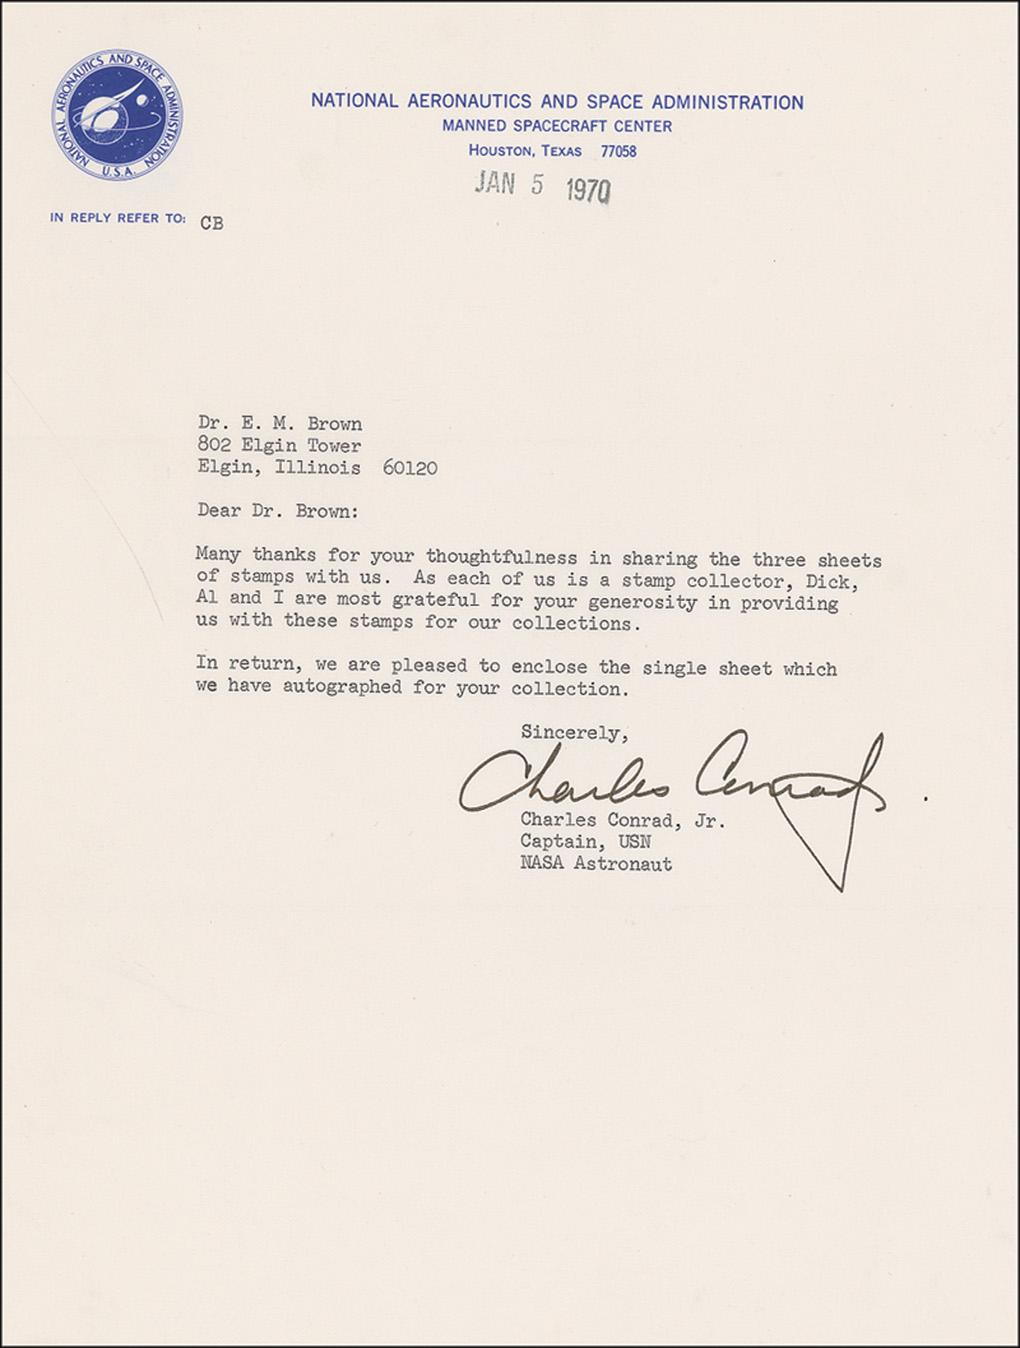 NATIONAL AERONAUTICS AND SPACE ADMINISTRATION
U.S.A.
NATIONAL AERONAUTICS AND SPACE ADMINISTRATION
MANNED SPACECRAFT CENTER
HOUSTON, TEXAS 77058
JAN 5 1970
IN REPLY REFER TO: CB
Dr. E. M. Brown
802 Elgin Tower
Elgin, Illinois 60120
Dear Dr. Brown:
Many thanks for your thoughtfulness in sharing the three sheets
of stamps with us. As each of us is a stamp collector, Dick,
Al and I are most grateful for your generosity in providing
us with these stamps for our collections.
In return, we are pleased to enclose the single sheet which
we have autographed for your collection.
Sincerely,
Charles Conrad Jr.
Charles Conrad, Jr.
Captain, USN
NASA Astronaut